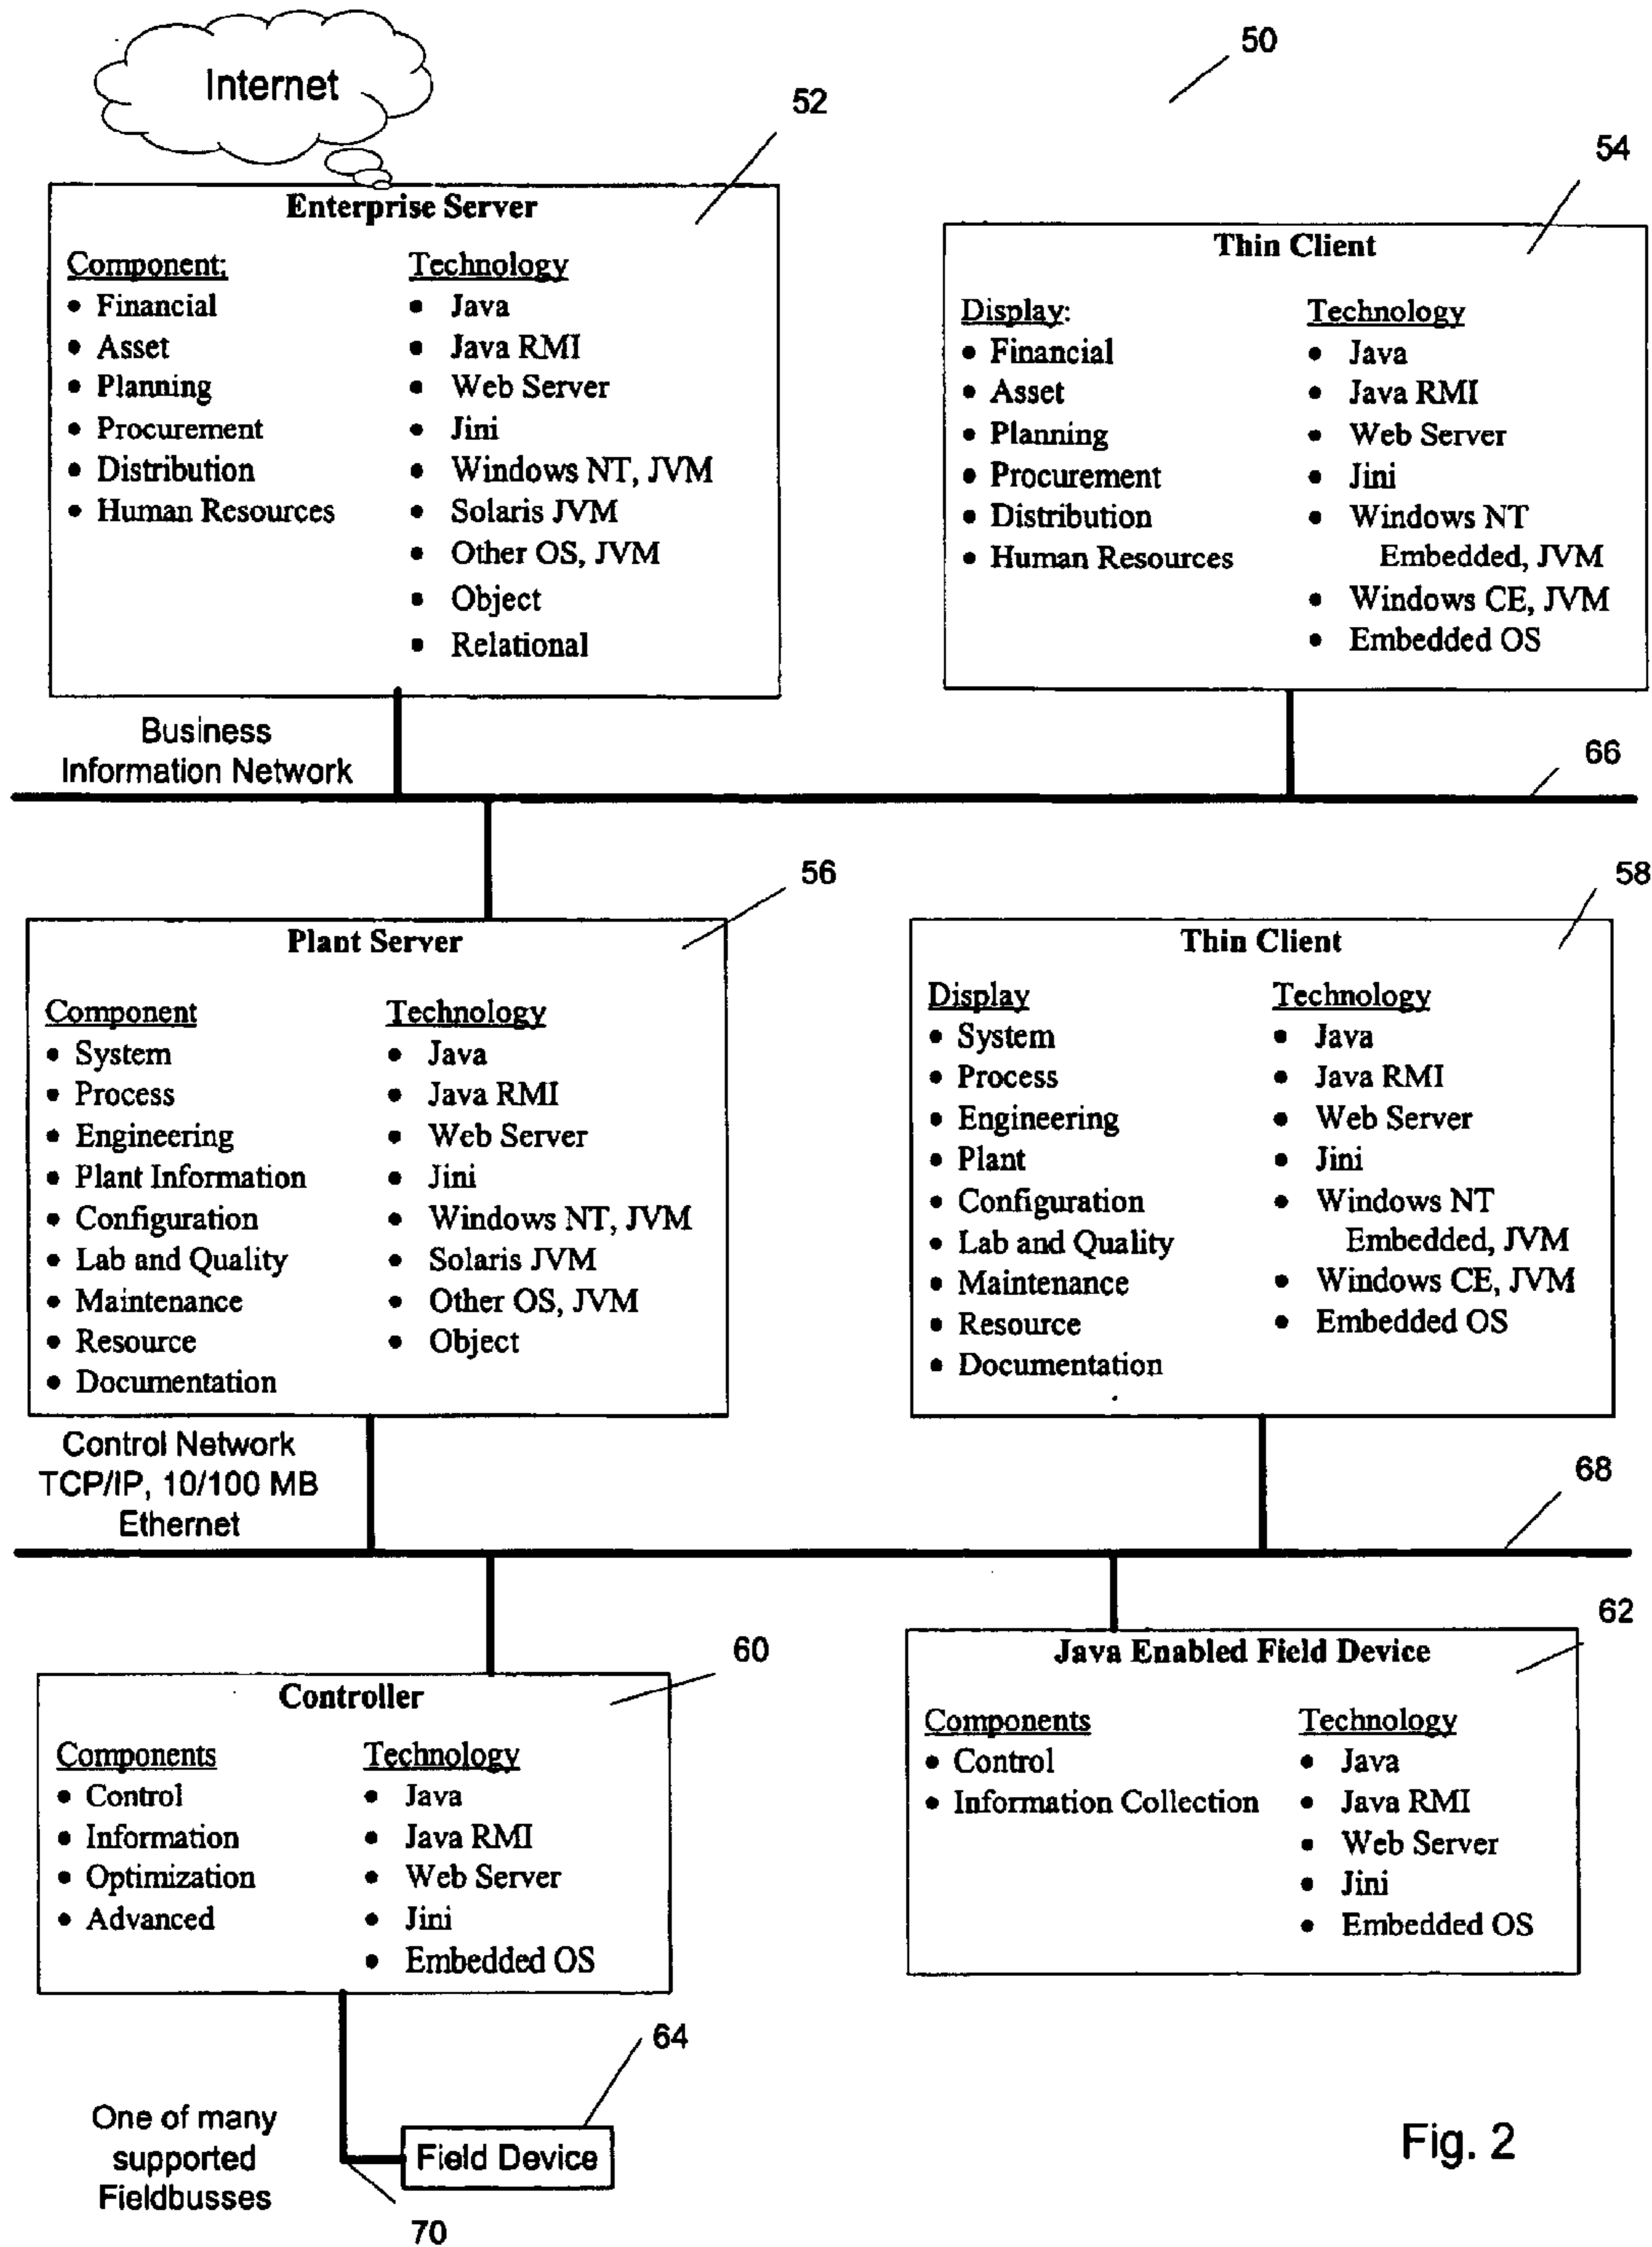 50
Internet
52
54
Enterprise Server
Component:
• Financial
• Asset
• Planning
• Procurement
• Distribution
• Human Resources
Technology
• Java
• Java RMI
• Web Server
• Jini
• Windows NT, JVM
• Solaris JVM
• Other OS, JVM
• Object
• Relational
Thin Client
Display:
• Financial
• Asset
• Planning
• Procurement
• Distribution
• Human Resources
Technology
• Java
• Java RMI
• Web Server
• Jini
• Windows NT
Embedded, JVM
• Windows CE, JVM
• Embedded OS
Business
Information Network
66
56
58
Plant Server
Component
• System
• Process
• Engineering
• Plant Information
• Configuration
• Lab and Quality
• Maintenance
• Resource
• Documentation
Technology
• Java
• Java RMI
• Web Server
• Jini
• Windows NT, JVM
• Solaris JVM
• Other OS, JVM
• Object
Thin Client
Display
• System
• Process
• Engineering
• Plant
• Configuration
• Lab and Quality
• Maintenance
• Resource
• Documentation
Technology
• Java
• Java RMI
• Web Server
• Jini
• Windows NT
Embedded, JVM
• Windows CE, JVM
• Embedded OS
Control Network
TCP/IP, 10/100 MB
Ethernet
68
60
62
Controller
Components
• Control
• Information
• Optimization
• Advanced
Technology
• Java
• Java RMI
• Web Server
• Jini
• Embedded OS
Java Enabled Field Device
Components
• Control
• Information Collection
Technology
• Java
• Java RMI
• Web Server
• Jini
• Embedded OS
64
One of many
supported
Fieldbusses
Field Device
70
Fig. 2